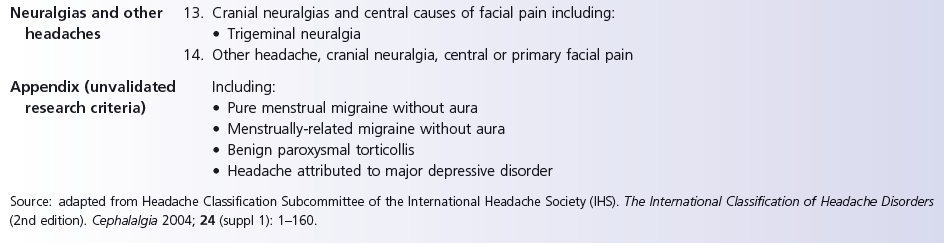 Neuralgias and other 13. Cranial neuralgias and central causes of facial pain including:
headaches • Trigeminal neuralgia
14. Other headache, cranial neuralgia, central or primary facial pain
Appendix (unvalidated Including:
research criteria) • Pure menstrual migraine without aura
• Menstrually-related migraine without aura
• Benign paroxysmal torticollis
• Headache attributed to major depressive disorder
Source: adapted from Headache Classification Subcommittee of the International Headache Society (IHS). The International Classification of Headache Disorders
(2nd edition). Cephalalgia 2004; 24 (suppl 1): 1–160.